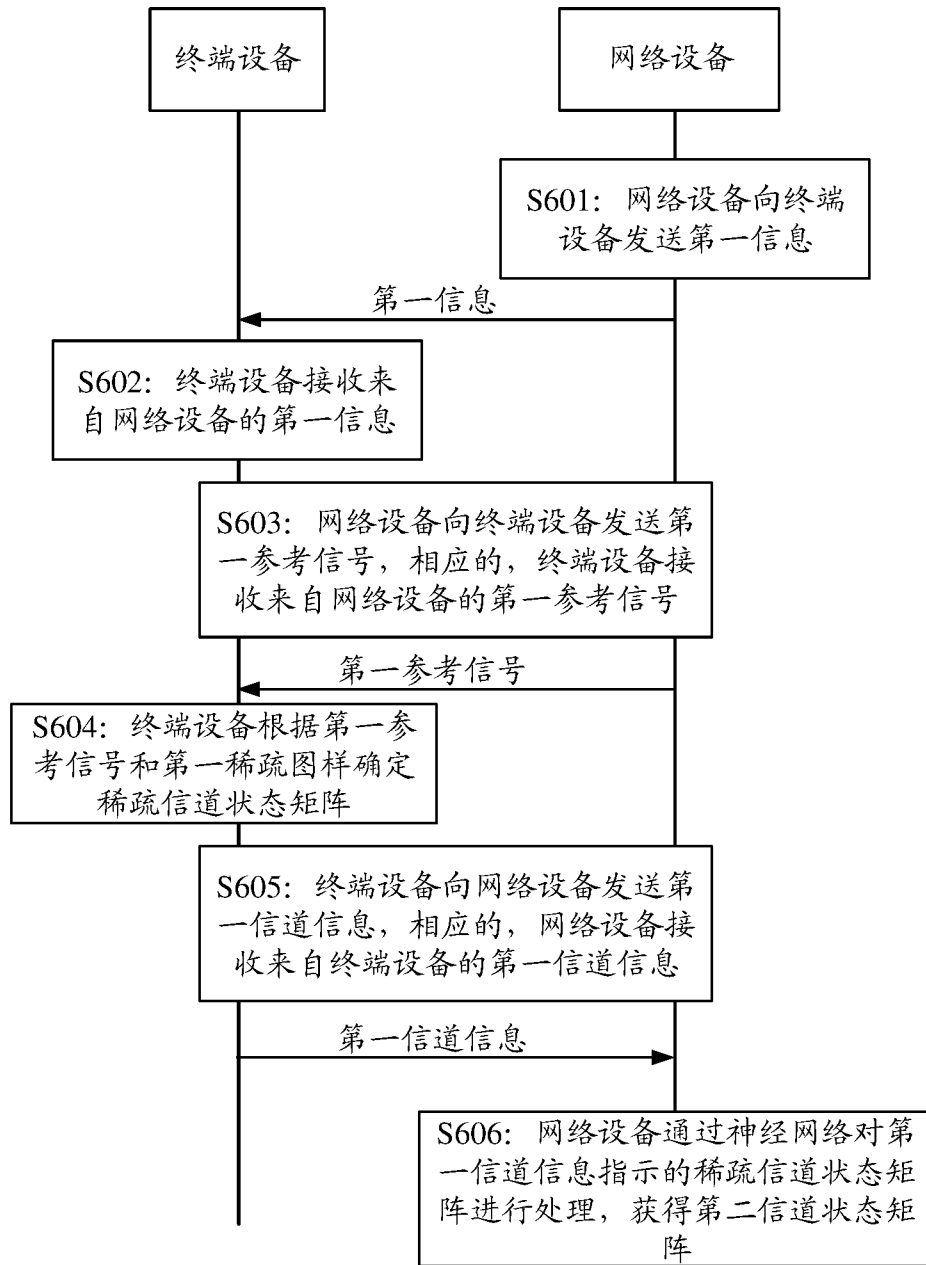 终端设备
网络设备
S601：网络设备向终端
设备发送第一信息
第一信息
S602：终端设备接收来
自网络设备的第一信息
S603：网络设备向终端设备发送第
一参考信号，相应的，终端设备接
收来自网络设备的第一参考信号
第一参考信号
S604：终端设备根据第一参
考信号和第一稀疏图样确定
稀疏信道状态矩阵
S605：终端设备向网络设备发送第
一信道信息，相应的，网络设备接
收来自终端设备的第一信道信息
第一信道信息
S606：网络设备通过神经网络对第
一信道信息指示的稀疏信道状态矩
阵进行处理，获得第二信道状态矩
阵